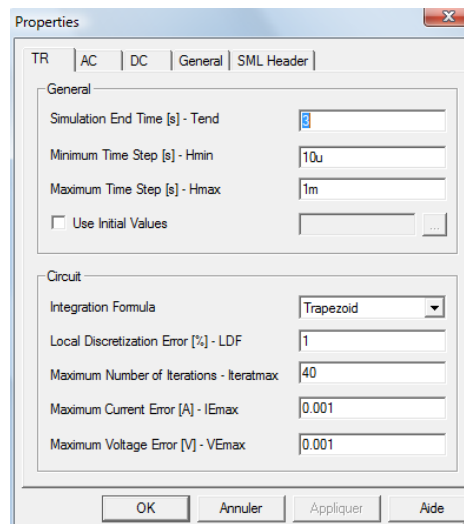 Properties
TR AC DC General SML Header
General
Simulation End Time [s] - Tend 3
Minimum Time Step [s] - Hmin 10u
Maximum Time Step [s] - Hmax 1m
Use Initial Values ...
Circuit
Integration Formula Trapezoid
Local Discretization Error [%] - LDF 1
Maximum Number of Iterations - Iteratmax 40
Maximum Current Error [A] - IEmax 0.001
Maximum Voltage Error [V] - VEmax 0.001
OK Annuler Appliquer Aide